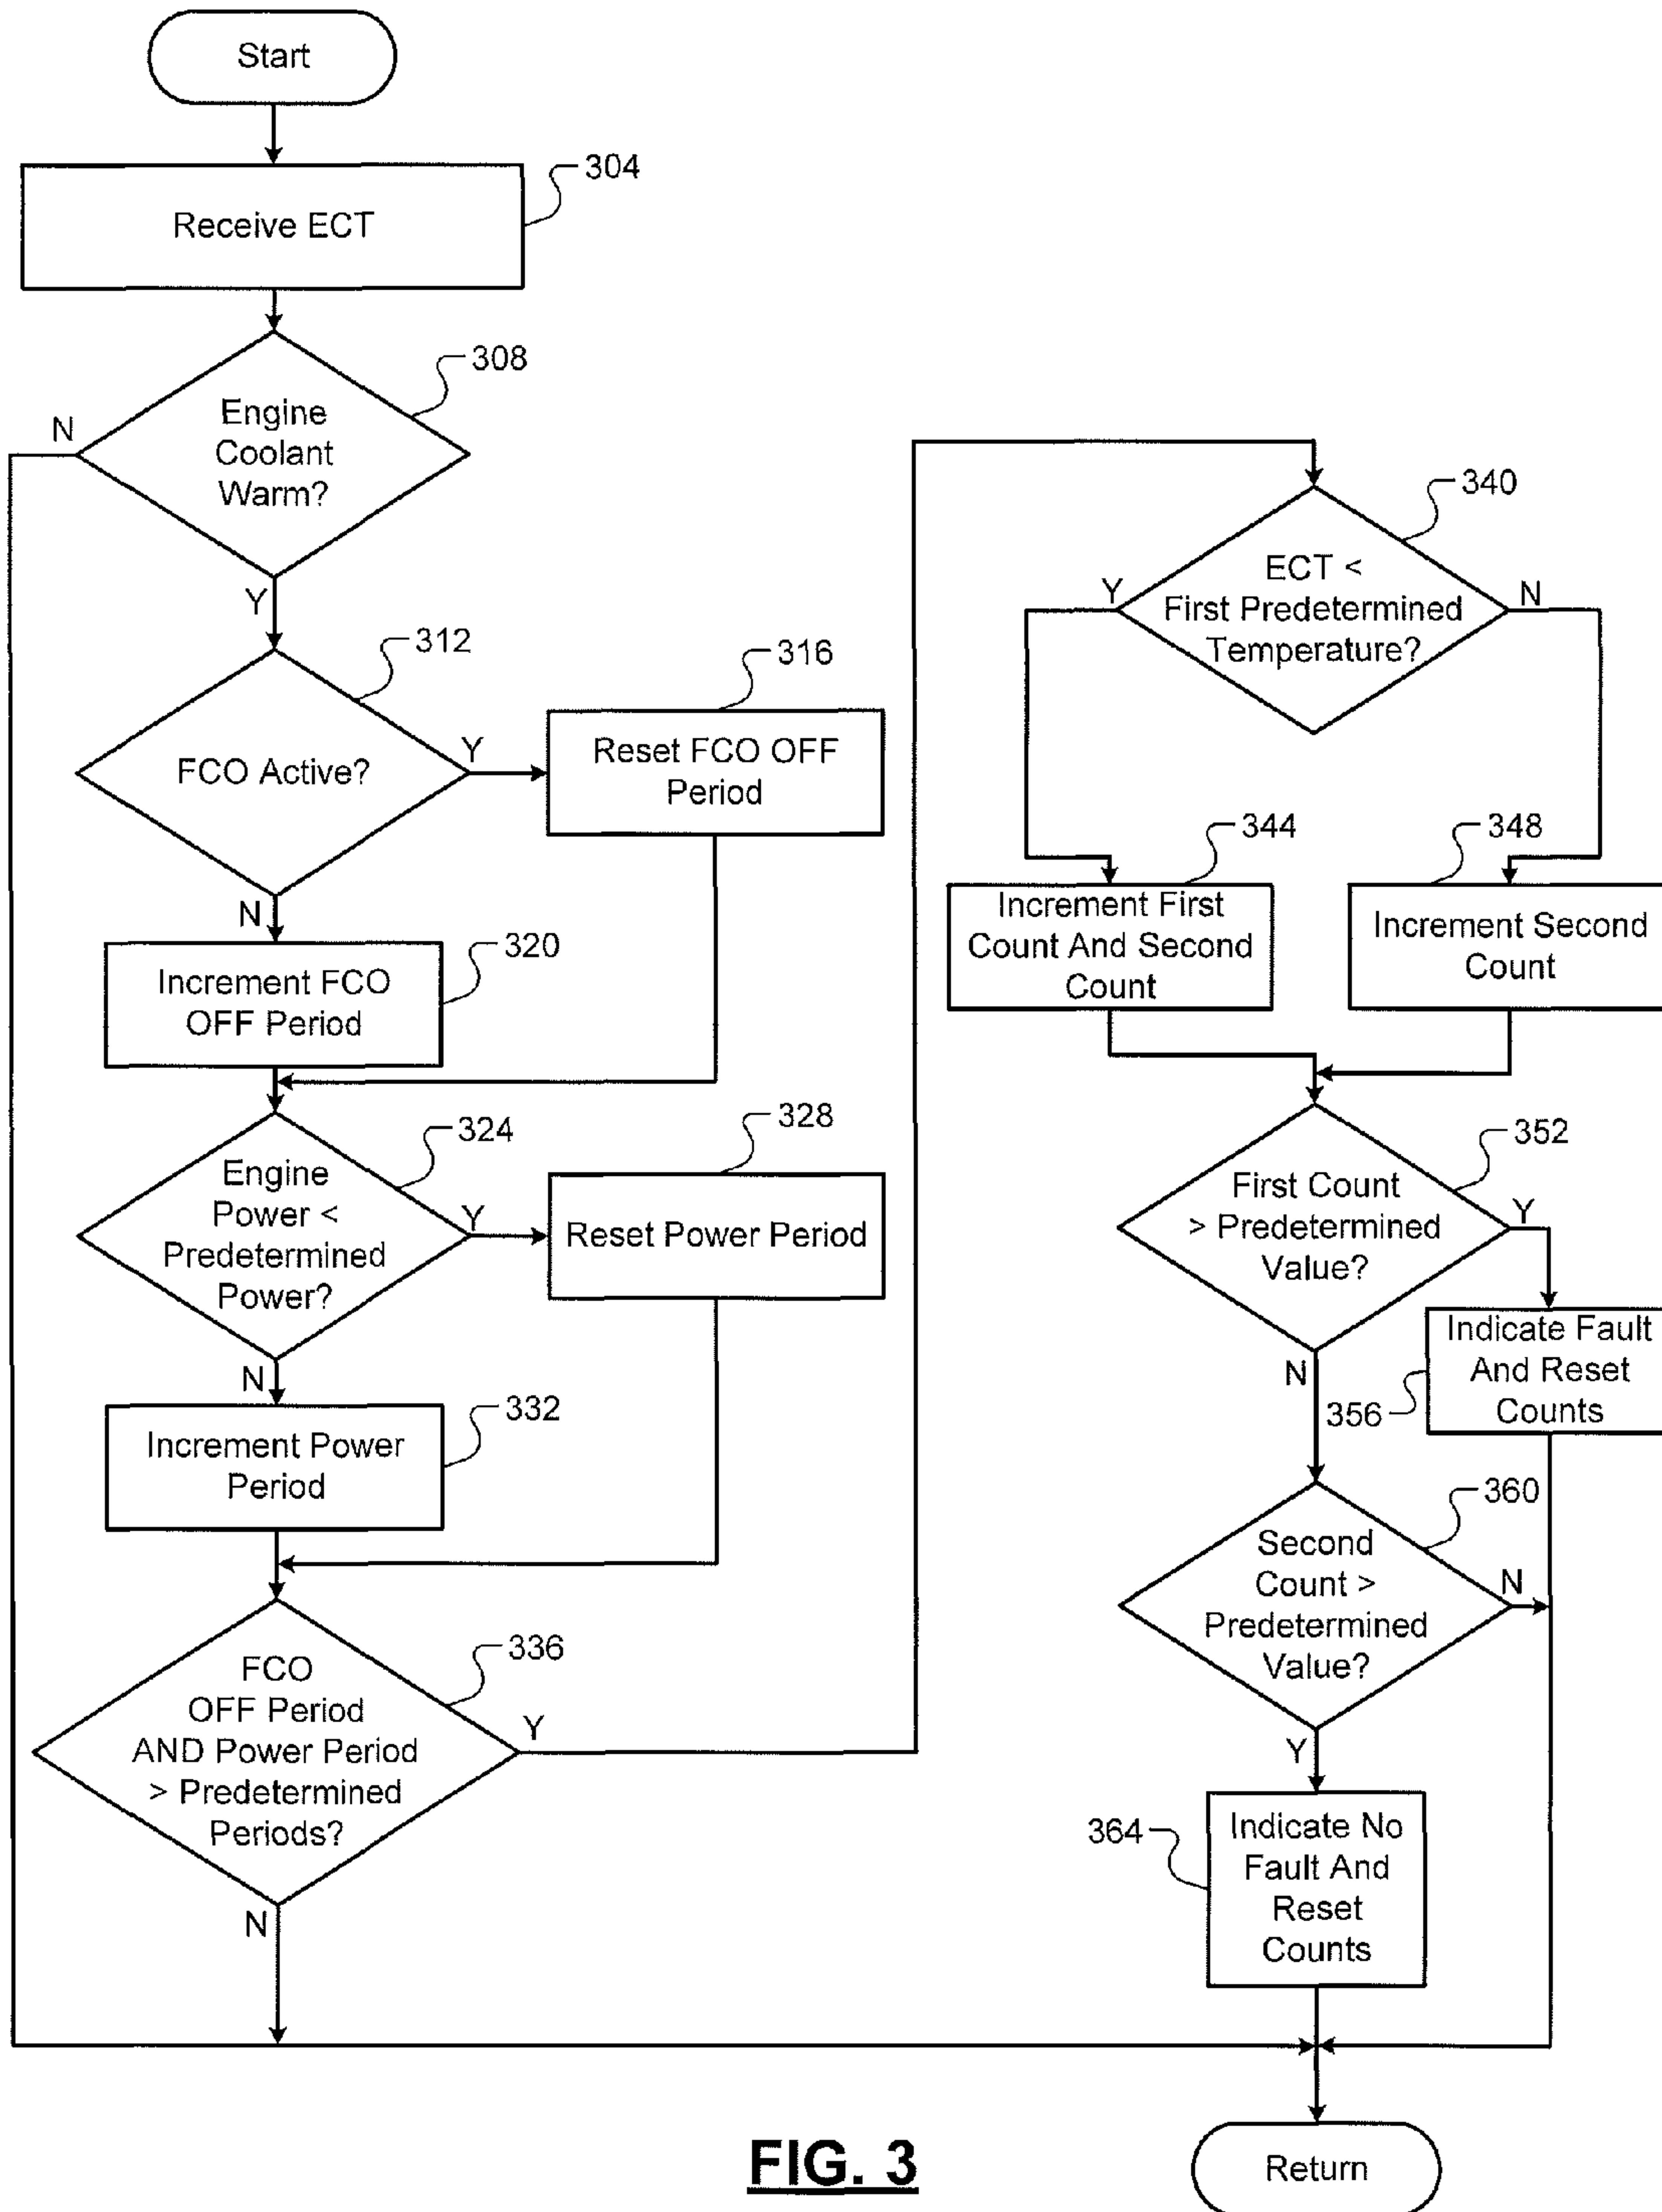 Start
304
Receive ECT
308
N
Engine
Coolant
Warm?
Y
312
FCO Active?
Y
316
Reset FCO OFF
Period
N
320
Increment FCO
OFF Period
324
Engine
Power <
Predetermined
Power?
Y
328
Reset Power Period
N
332
Increment Power
Period
336
FCO
OFF Period
AND Power Period
> Predetermined
Periods?
Y
N
340
ECT <
First Predetermined
Temperature?
Y
N
344
Increment First
Count And Second
Count
348
Increment Second
Count
352
First Count
> Predetermined
Value?
Y
N
356
Indicate Fault
And Reset
Counts
360
Second
Count >
Predetermined
Value?
N
Y
364
Indicate No
Fault And
Reset
Counts
Return
FIG. 3